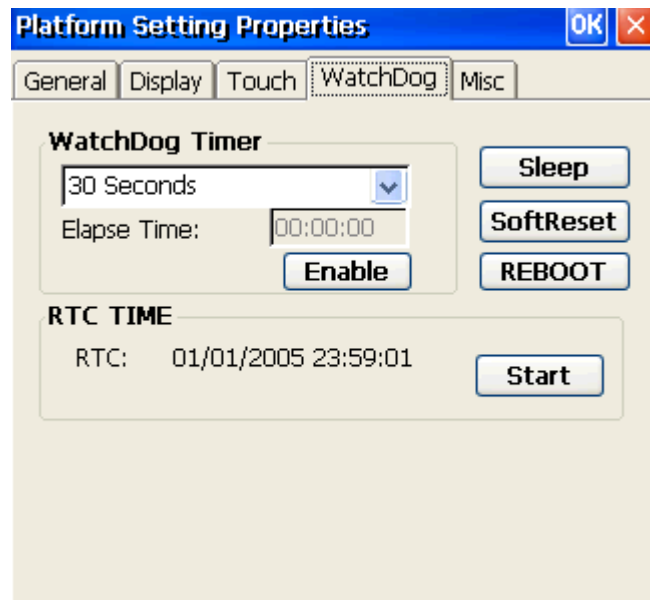 Platform Setting Properties OK
General Display Touch WatchDog Misc
WatchDog Timer
30 Seconds
Elapse Time: 00:00:00
Enable
Sleep
SoftReset
REBOOT
RTC TIME
RTC: 01/01/2005 23:59:01
Start